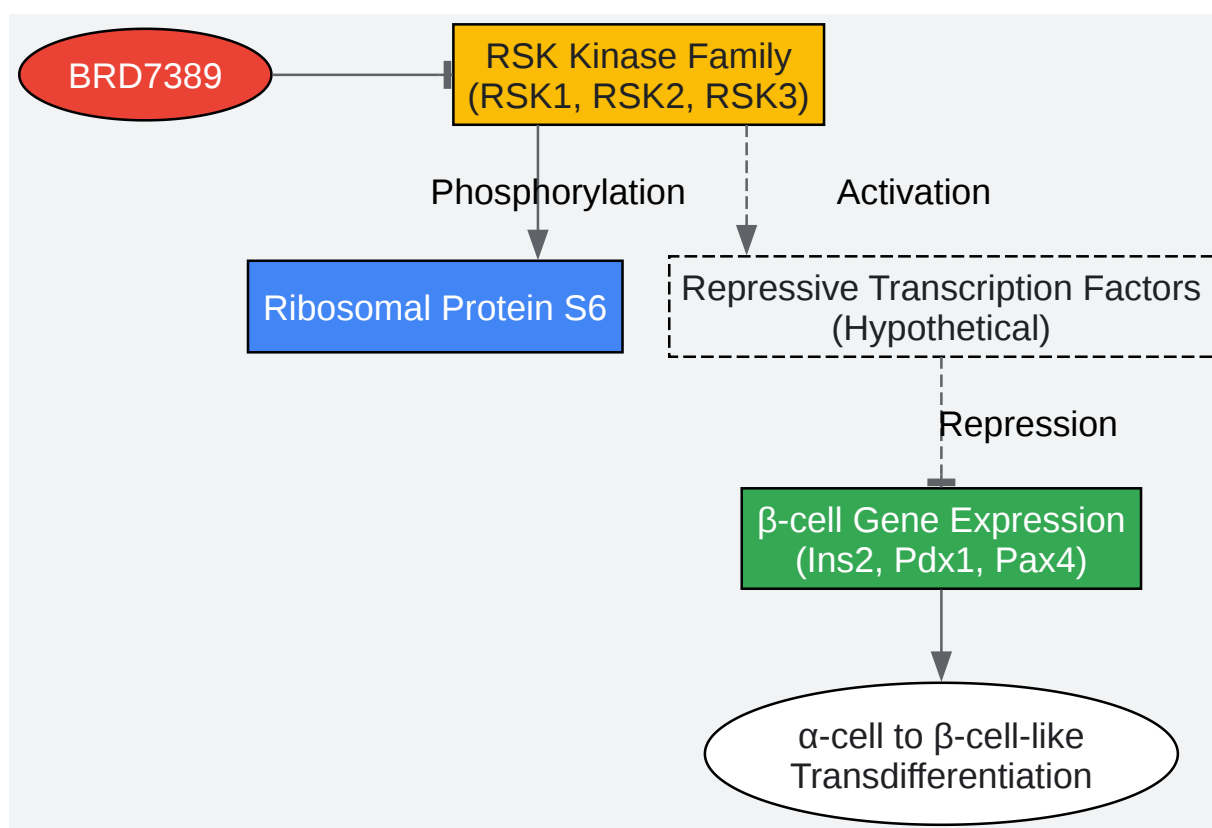 BRD7389
RSK Kinase Family
(RSK1, RSK2, RSK3)
Phosphorylation
Activation
Ribosomal Protein S6
Repressive Transcription Factors
(Hypothetical)
Repression
β-cell Gene Expression
(Ins2, Pdx1, Pax4)
α-cell to β-cell-like
Transdifferentiation